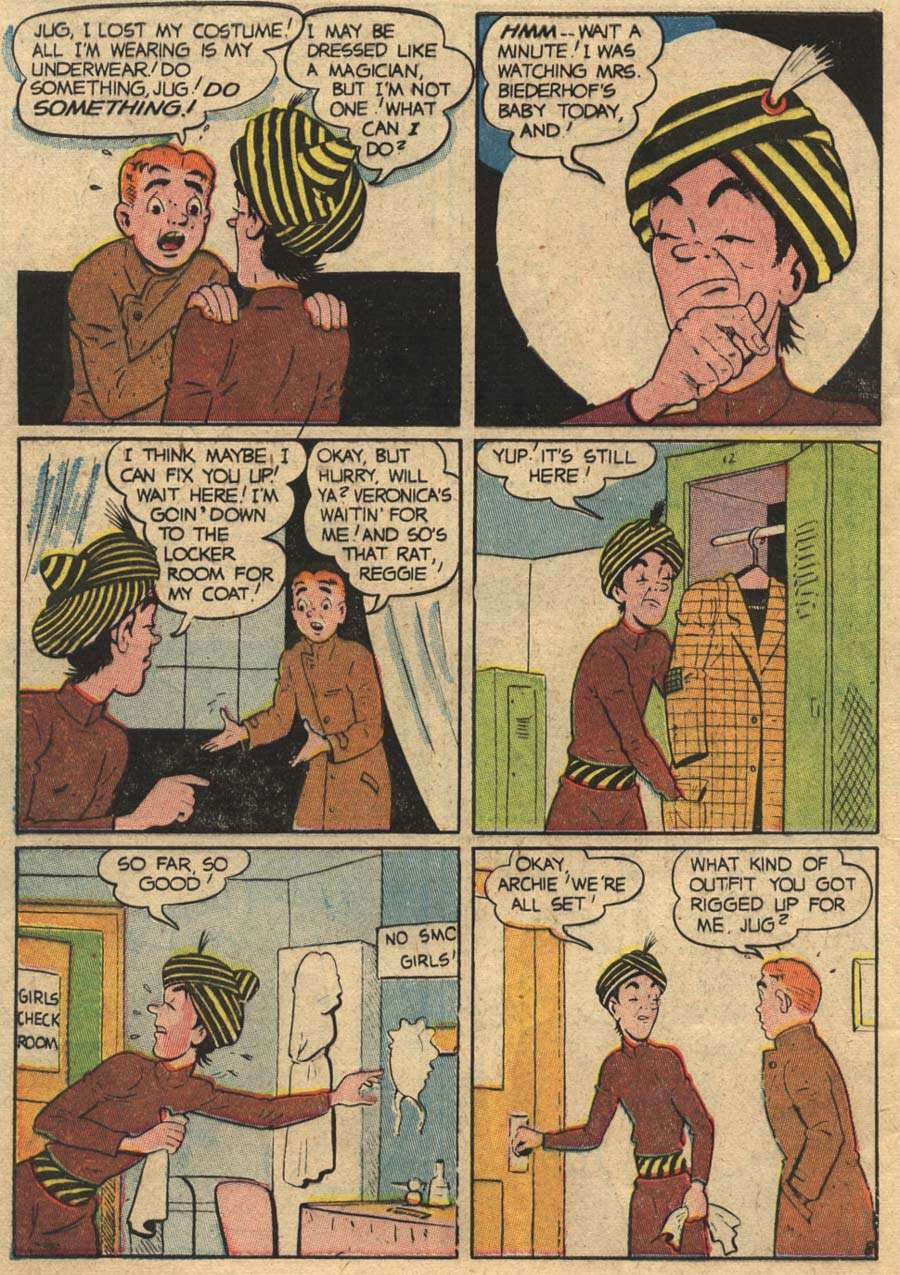 JUG, I LOST MY COSTUME!
ALL I'M WEARING IS MY
UNDERWEAR! DO
SOMETHING, JUG! DO
SOMETHING!
I MAY BE
DRESSED LIKE
A MAGICIAN,
BUT I'M NOT
ONE! WHAT
CAN I
DO?
HMM -- WAIT A
MINUTE! I WAS
WATCHING MRS.
BIEDERHOF'S
BABY TODAY,
AND!
I THINK MAYBE I
CAN FIX YOU UP!
WAIT HERE! I'M
GOIN' DOWN
TO THE
LOCKER
ROOM FOR
MY COAT!
OKAY, BUT
HURRY, WILL
YA? VERONICA'S
WAITIN' FOR
ME! AND SO'S
THAT RAT,
REGGIE!
YUP! IT'S STILL
HERE!
12
SO FAR, SO
GOOD!
GIRLS
CHECK
ROOM
NO SMO
GIRLS!
OKAY,
ARCHIE! WE'RE
ALL SET!
WHAT KIND OF
OUTFIT YOU GOT
RIGGED UP FOR
ME, JUG?